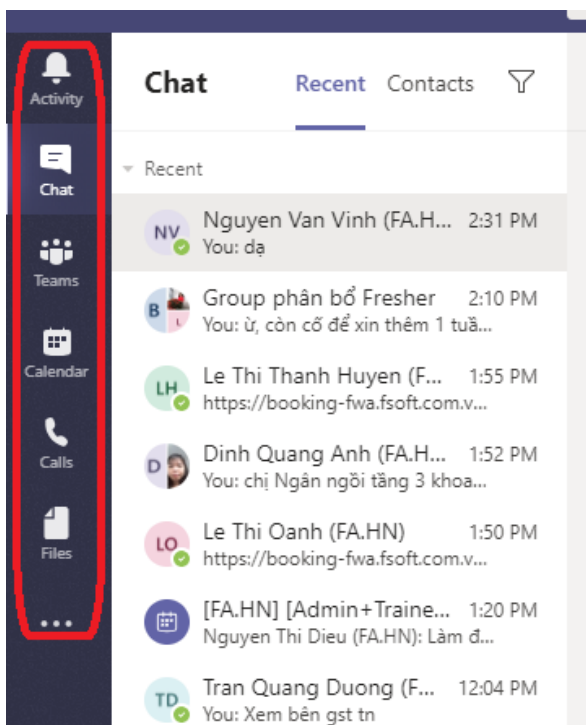 Activity
Chat
Teams
Calendar
Calls
Files
Chat Recent Contacts
Recent
NV Nguyen Van Vinh (FA.H... 2:31 PM
You: dạ
B L Group phân bổ Fresher 2:10 PM
You: ừ, còn cố để xin thêm 1 tuầ...
LH Le Thi Thanh Huyen (F... 1:55 PM
https://booking-fwa.fsoft.com.v...
D Dinh Quang Anh (FA.H... 1:52 PM
You: chị Ngân ngồi tầng 3 khoa...
LO Le Thi Oanh (FA.HN) 1:50 PM
https://booking-fwa.fsoft.com.v...
[FA.HN] [Admin+Traine... 1:20 PM
Nguyen Thi Dieu (FA.HN): Làm đ...
TD Tran Quang Duong (F... 12:04 PM
You: Xem bên gst tn